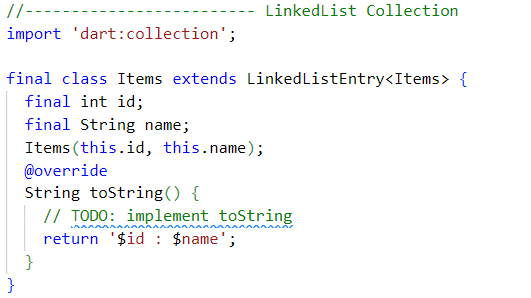 //------------------------- LinkedList Collection
import 'dart:collection';
final class Items extends LinkedListEntry<Items> {
final int id;
final String name;
Items(this.id, this.name);
@override
String toString() {
// TODO: implement toString
return '$id : $name';
}
}